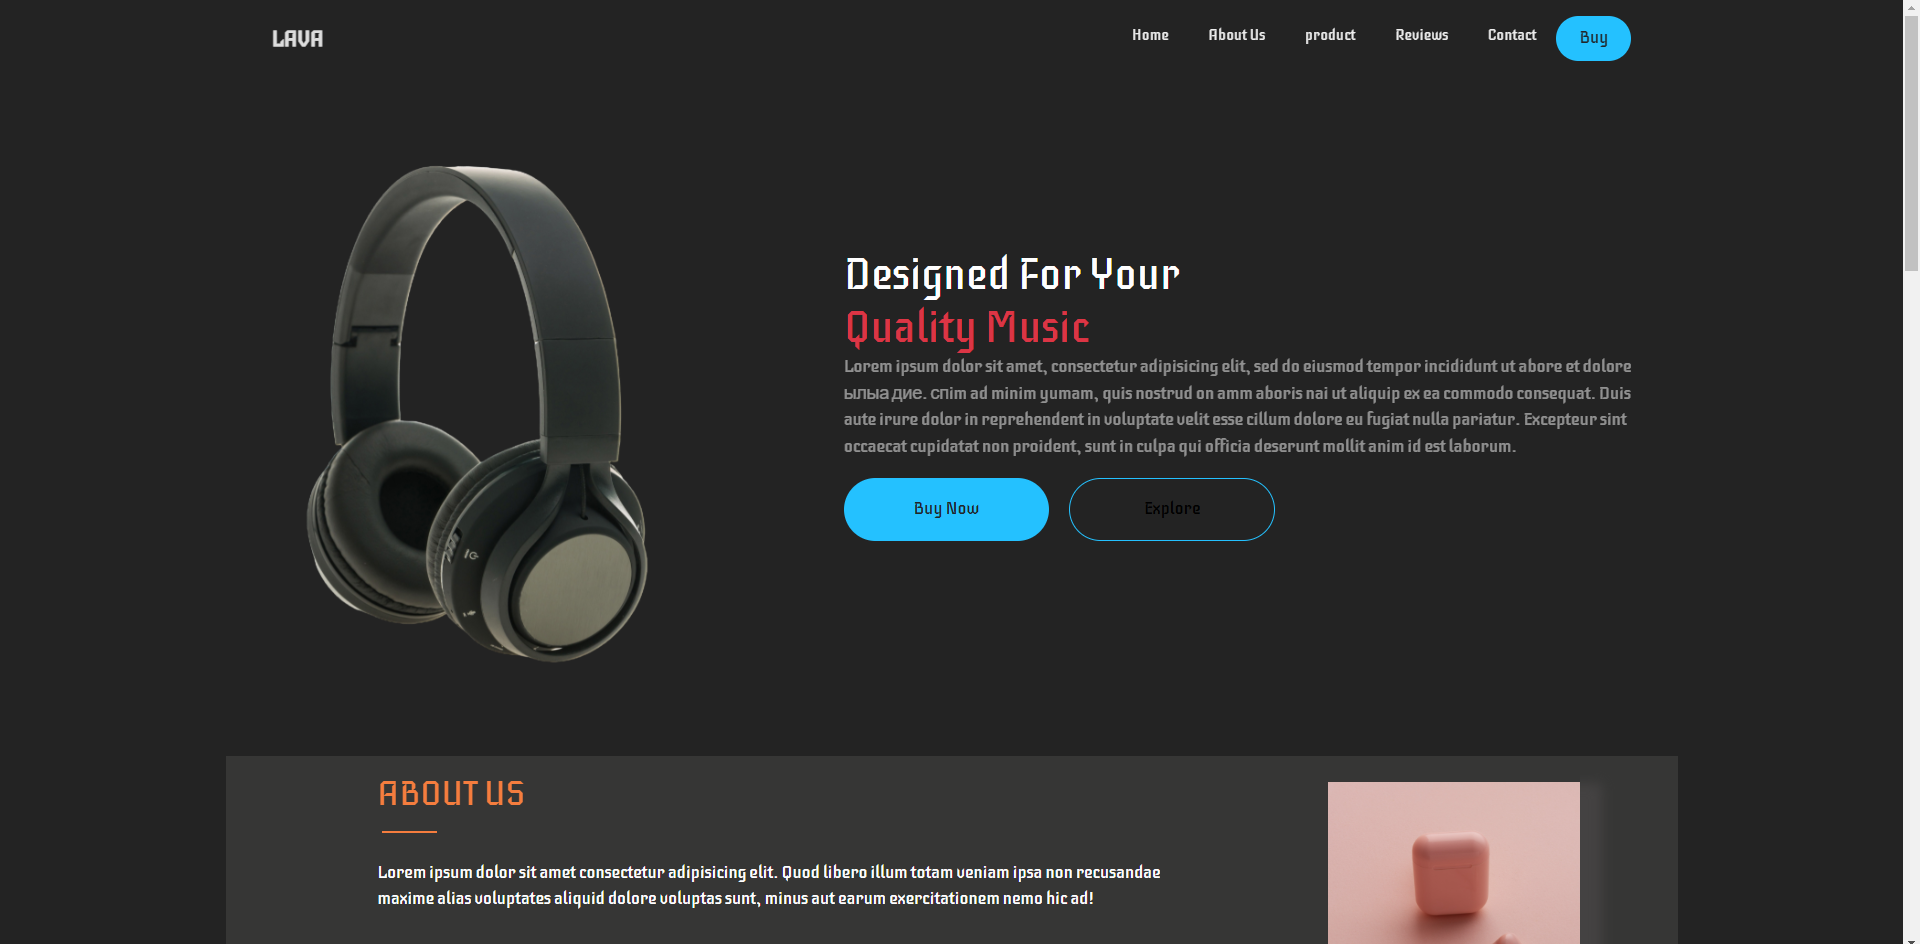 LAVA
Home
About Us
product
Reviews
Contact
Buy
Designed For Your
Quality Music
Lorem ipsum dolor sit amet, consectetur adipisicing elit, sed do eiusmod tempor incididunt ut abore et dolore
ылыа дие. спim ad minim yumam, quis nostrud on amm aboris nai ut aliquip ex ea commodo consequat. Duis
aute irure dolor in reprehendent in voluptate velit esse cillum dolore eu fugiat nulla pariatur. Excepteur sint
occaecat cupidatat non proident, sunt in culpa qui officia deserunt mollit anim id est laborum.
Buy Now
Explore
ABOUT US
Lorem ipsum dolor sit amet consectetur adipisicing elit. Quod libero illum totam veniam ipsa non recusandae
maxime alias voluptates aliquid dolore voluptas sunt, minus aut earum exercitationem nemo hic ad!